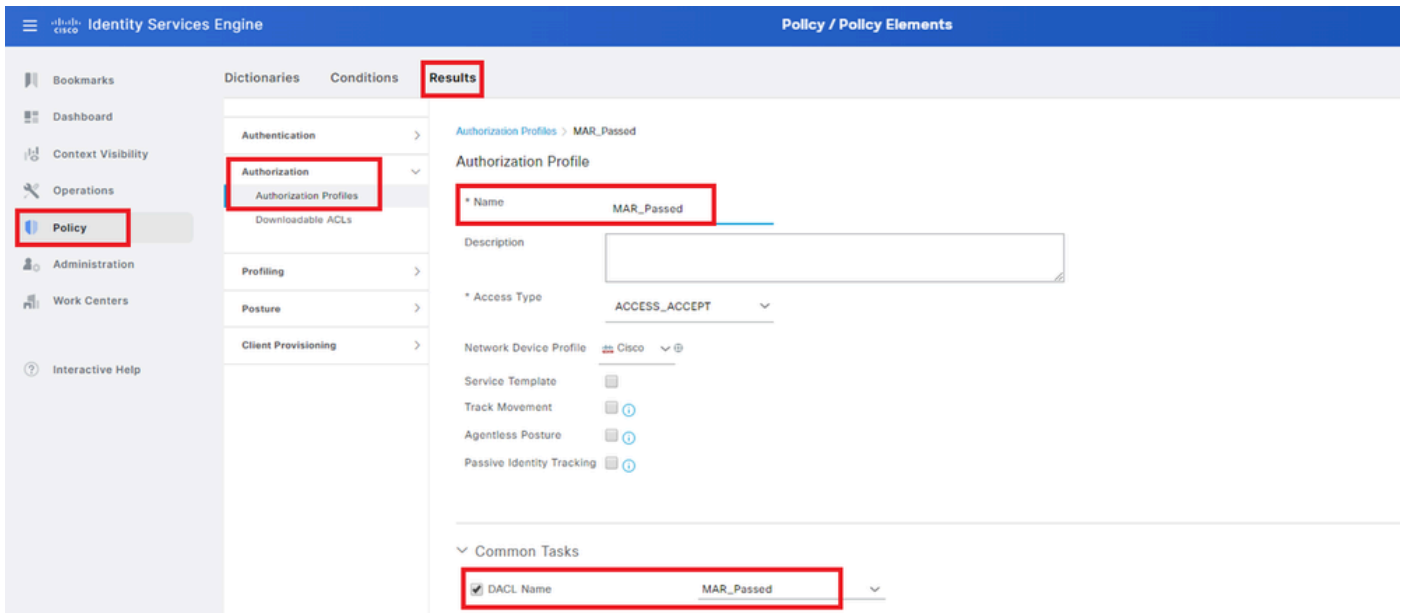 cisco Identity Services Engine
Policy / Policy Elements
Bookmarks
Dashboard
Context Visibility
Operations
Policy
Administration
Work Centers
Interactive Help
Dictionaries Conditions Results
Authentication
Authorization
Authorization Profiles
Downloadable ACLs
Profiling
Posture
Client Provisioning
Authorization Profiles > MAR_Passed
Authorization Profile
* Name MAR_Passed
Description
* Access Type ACCESS_ACCEPT
Network Device Profile Cisco
Service Template
Track Movement
Agentless Posture
Passive Identity Tracking
Common Tasks
DACL Name MAR_Passed